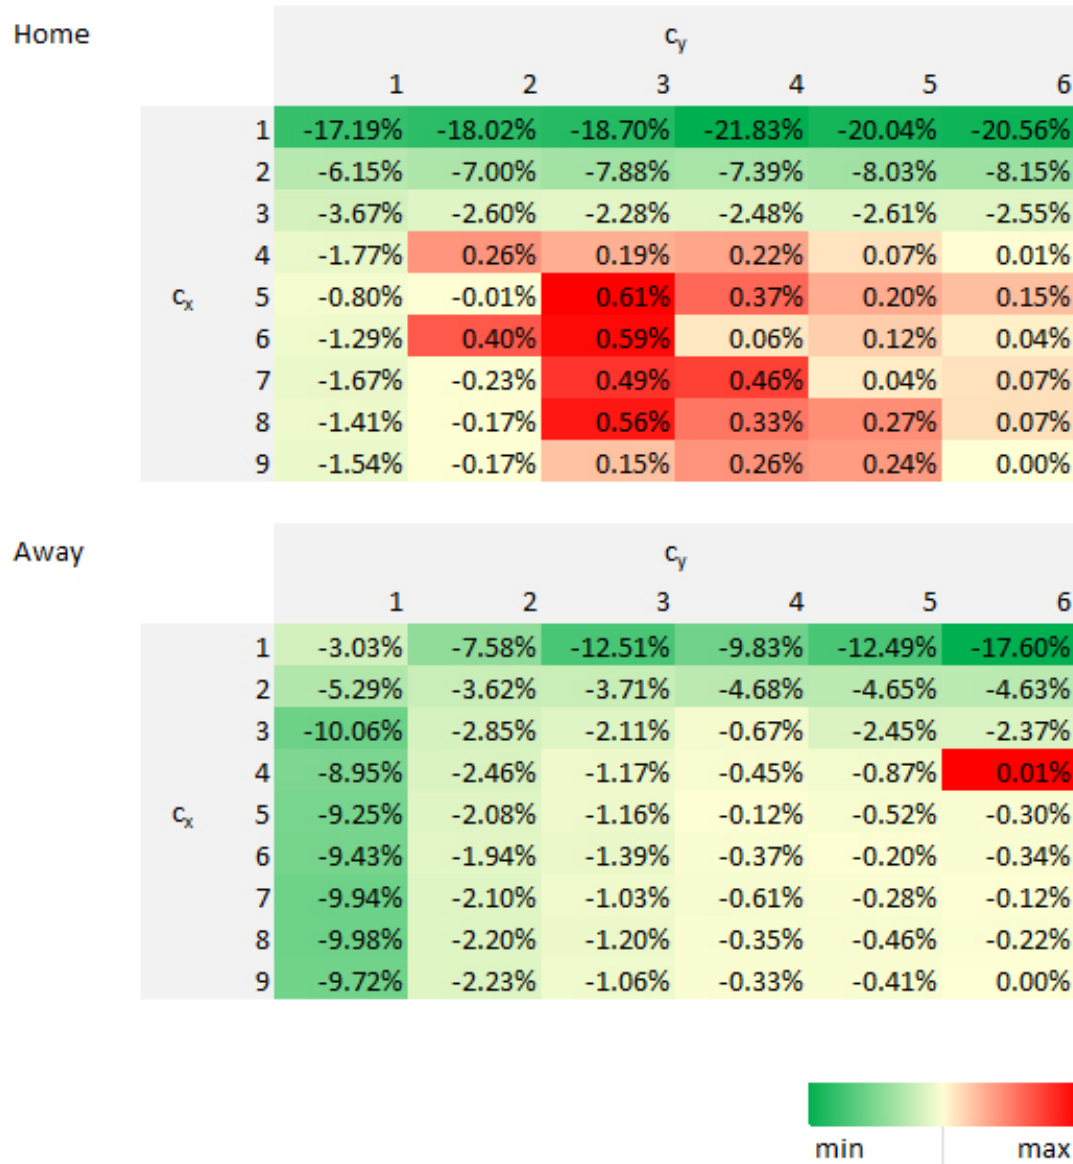 Home c_y
1 2 3 4 5 6
1 -17.19% -18.02% -18.70% -21.83% -20.04% -20.56%
2 -6.15% -7.00% -7.88% -7.39% -8.03% -8.15%
3 -3.67% -2.60% -2.28% -2.48% -2.61% -2.55%
4 -1.77% 0.26% 0.19% 0.22% 0.07% 0.01%
c_x 5 -0.80% -0.01% 0.61% 0.37% 0.20% 0.15%
6 -1.29% 0.40% 0.59% 0.06% 0.12% 0.04%
7 -1.67% -0.23% 0.49% 0.46% 0.04% 0.07%
8 -1.41% -0.17% 0.56% 0.33% 0.27% 0.07%
9 -1.54% -0.17% 0.15% 0.26% 0.24% 0.00%
Away c_y
1 2 3 4 5 6
1 -3.03% -7.58% -12.51% -9.83% -12.49% -17.60%
2 -5.29% -3.62% -3.71% -4.68% -4.65% -4.63%
3 -10.06% -2.85% -2.11% -0.67% -2.45% -2.37%
4 -8.95% -2.46% -1.17% -0.45% -0.87% 0.01%
c_x 5 -9.25% -2.08% -1.16% -0.12% -0.52% -0.30%
6 -9.43% -1.94% -1.39% -0.37% -0.20% -0.34%
7 -9.94% -2.10% -1.03% -0.61% -0.28% -0.12%
8 -9.98% -2.20% -1.20% -0.35% -0.46% -0.22%
9 -9.72% -2.23% -1.06% -0.33% -0.41% 0.00%
min max